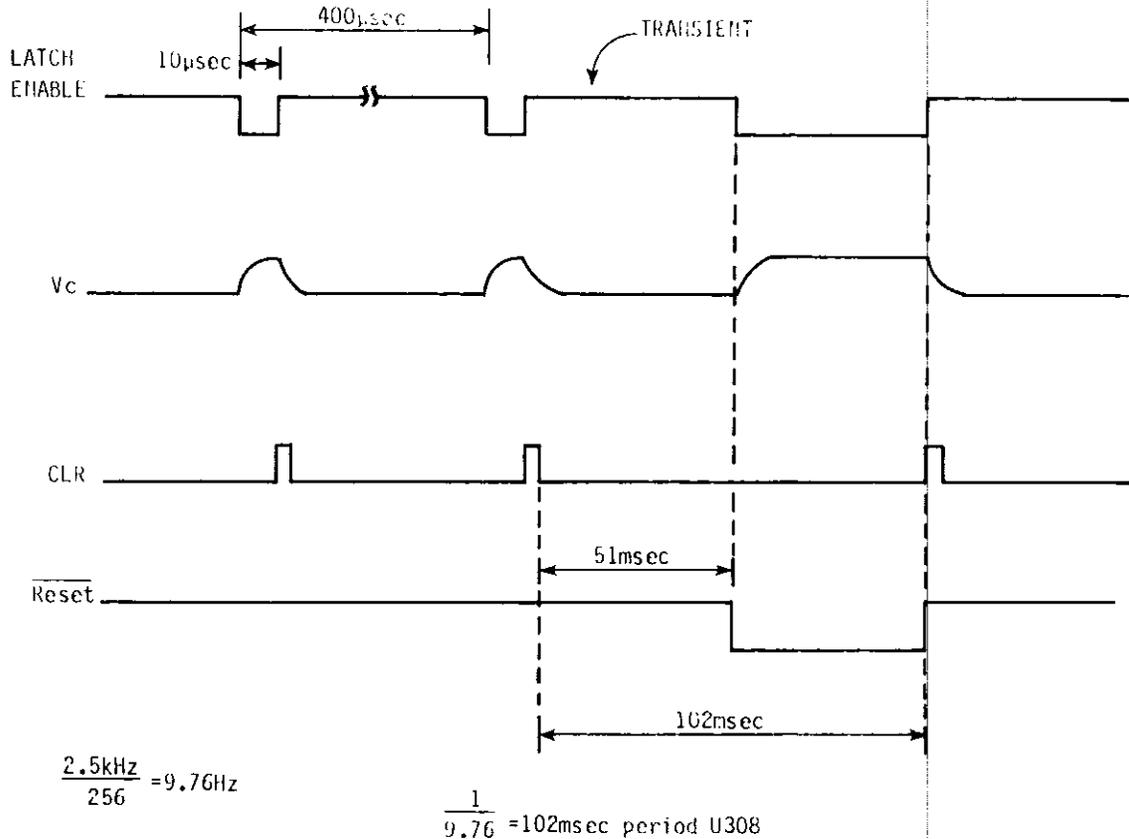 400µsec
TRANSIENT
LATCH
ENABLE
10µsec
Vc
CLR
51msec
Reset
102msec
2.5kHz
256
=9.76Hz
1
9.76
=102msec period U308